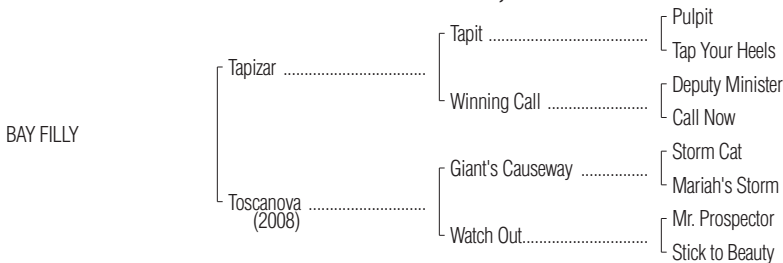 Pulpit
Tapit ........................................
Tap Your Heels
Tapizar ...................................
Deputy Minister
Winning Call .........................
Call Now
BAY FILLY
Storm Cat
Giant's Causeway .................
Mariah's Storm
Toscanova .............................
(2008)
Mr. Prospector
Watch Out...............................
Stick to Beauty